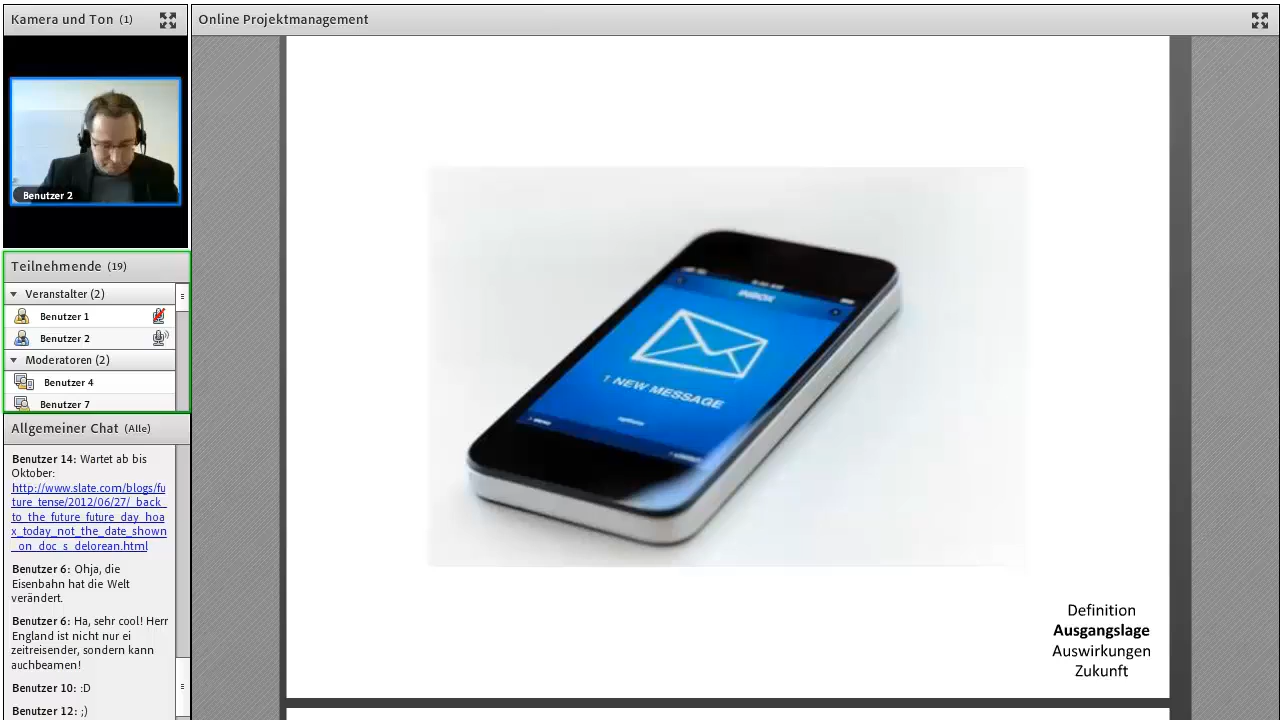 Kamera und Ton (1)
Online Projektmanagement
Benutzer 2
Teilnehmende (19)
Veranstalter (2)
Benutzer 1
Benutzer 2
Moderatoren (2)
Benutzer 4
Benutzer 7
Allgemeiner Chat (Alle)
Benutzer 14: Wartet ab bis
Oktober:
http://www.slate.com/blogs/fu
ture_tense/2012/06/27/_back_
to_the_future_future_day_hoa
x_today_not_the_date_shown
_on_doc_s_delorean.html
Benutzer 6: Ohja, die
Eisenbahn hat die Welt
verändert.
Benutzer 6: Ha, sehr cool! Herr
England ist nicht nur ei
zeitreisender, sondern kann
auchbeamen!
Benutzer 10: :D
Benutzer 12: ;)
INBOX
1 NEW MESSAGE
Definition
Ausgangslage
Auswirkungen
Zukunft